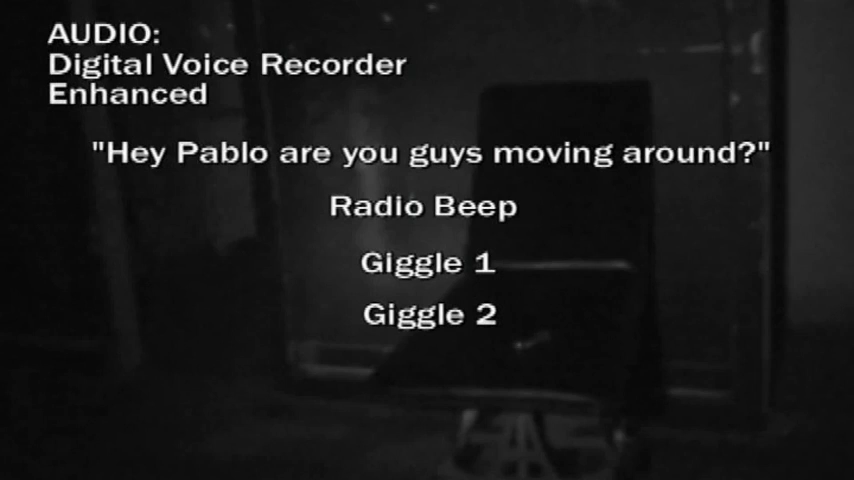 AUDIO:
Digital Voice Recorder
Enhanced
"Hey Pablo are you guys moving around?"
Radio Beep
Giggle 1
Giggle 2